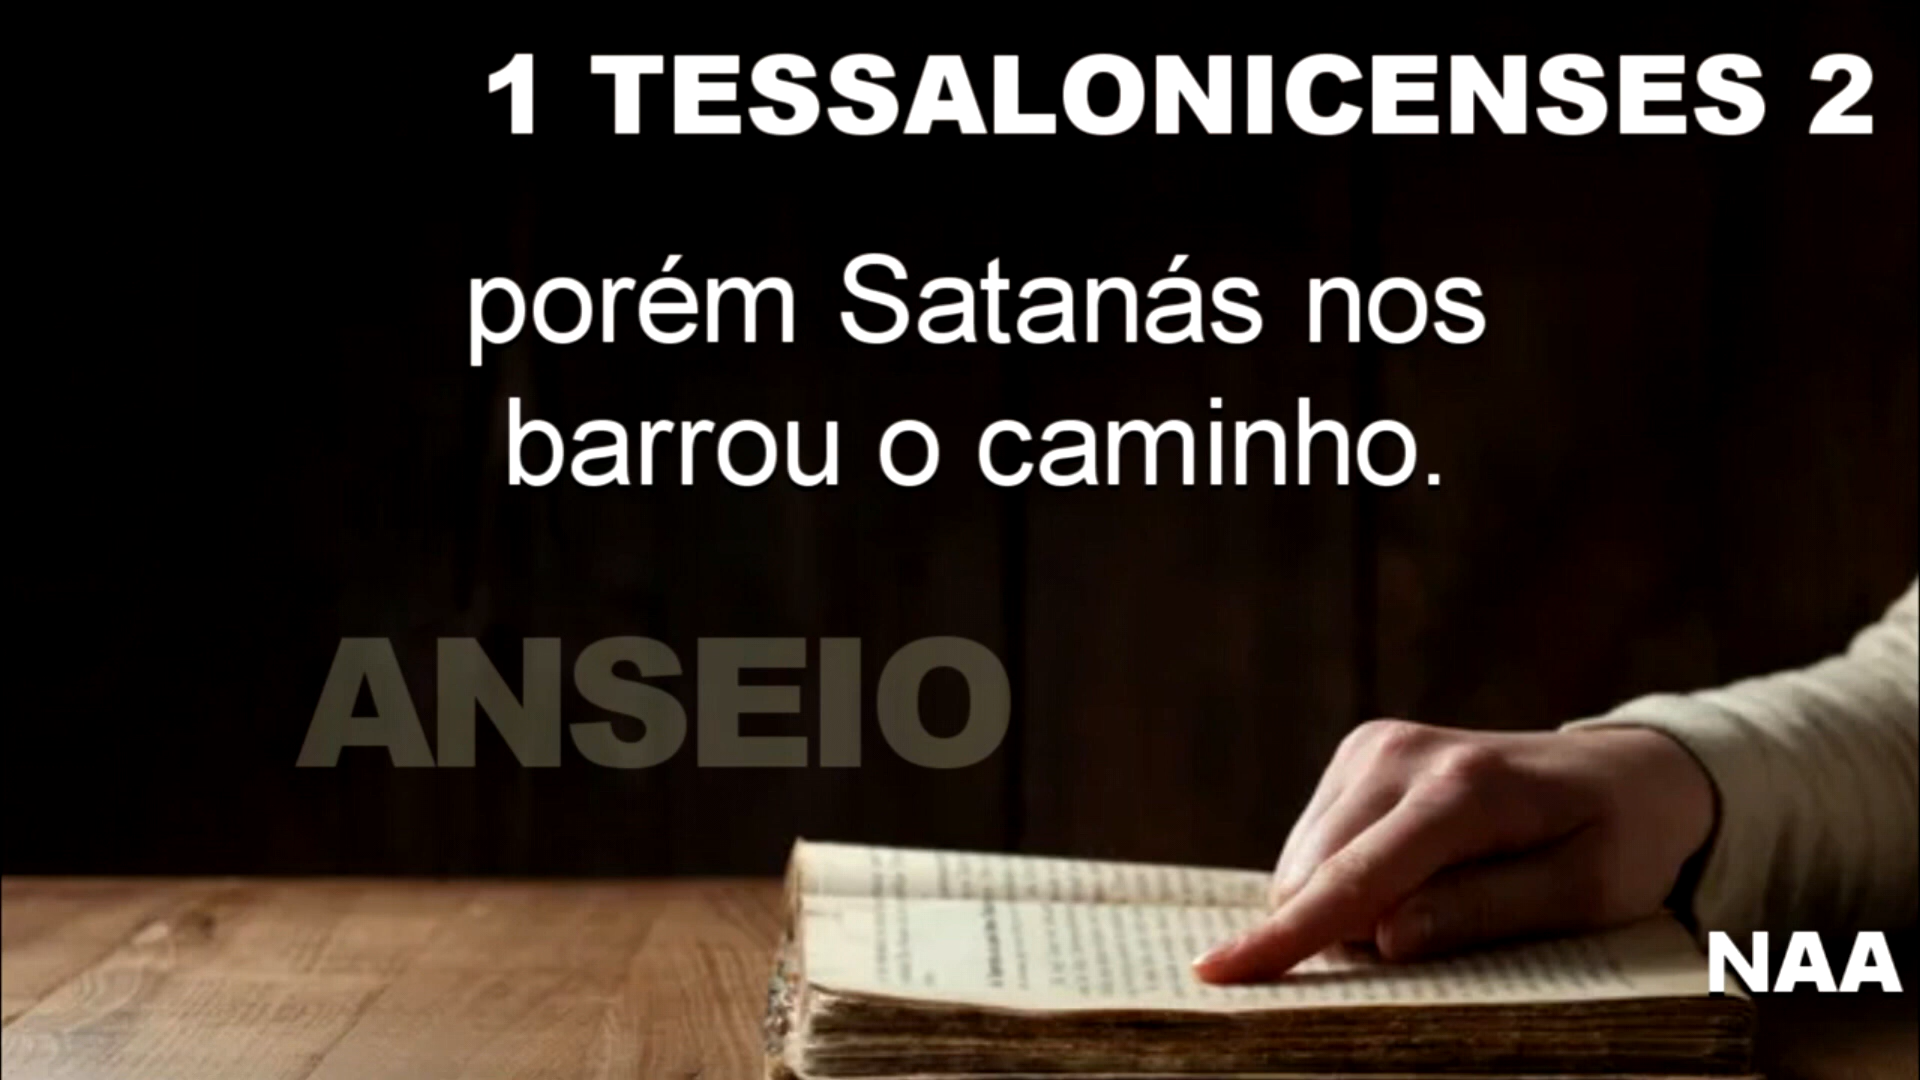 1 TESSALONICENSES 2
porém Satanás nos
barrou o caminho.
ANSEIO
NAA